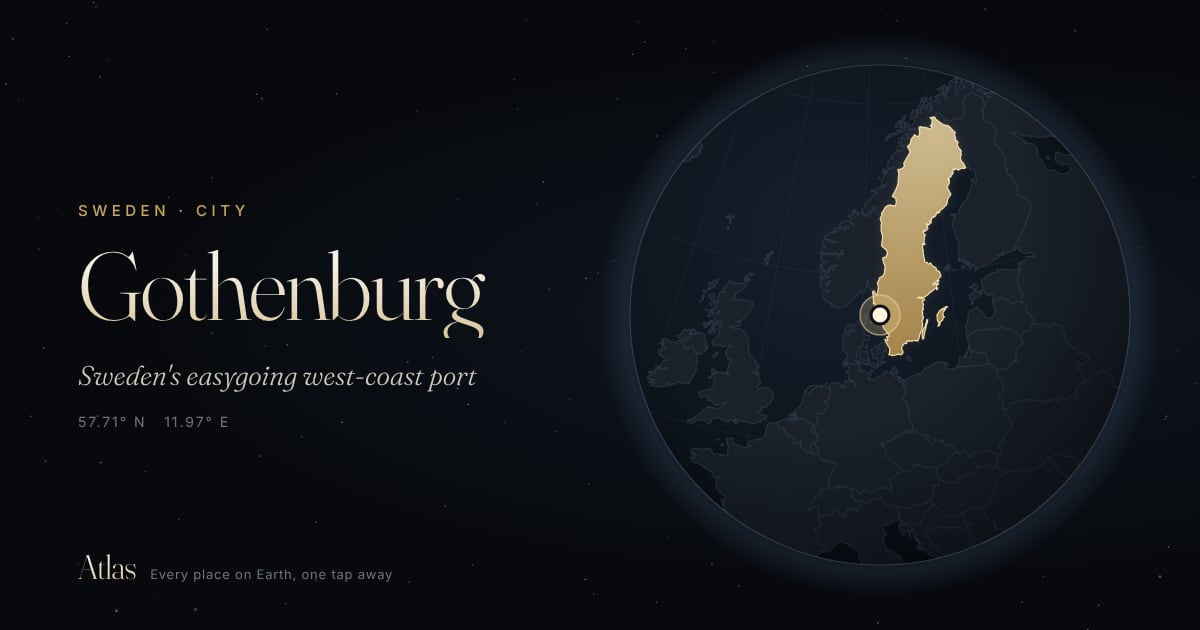 SWEDEN · CITY
Gothenburg
Sweden's easygoing west-coast port
57.71° N 11.97° E
Atlas Every place on Earth, one tap away